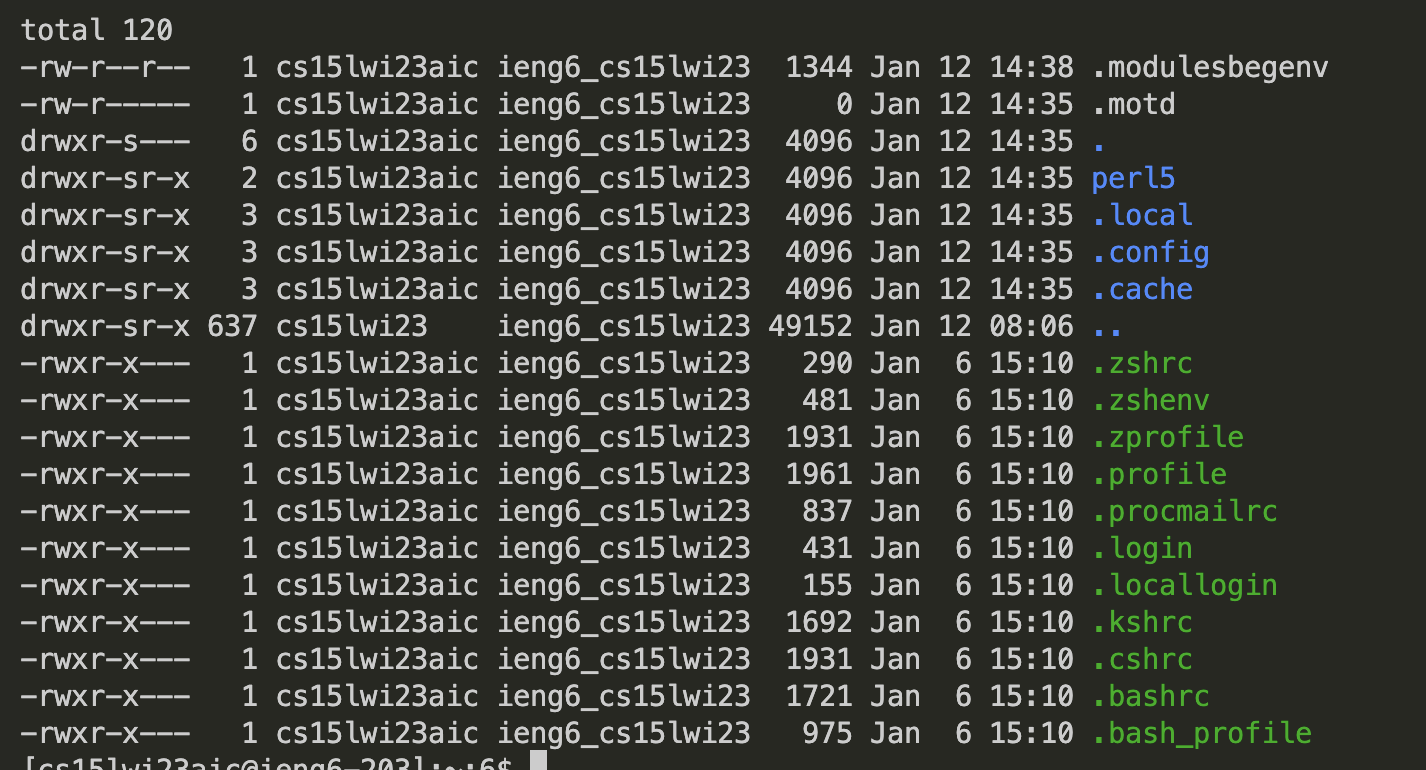 total 120
-rw-r--r--   1 cs15lwi23aic ieng6_cs15lwi23  1344 Jan 12 14:38 .modulesbegenv
-rw-r-----   1 cs15lwi23aic ieng6_cs15lwi23     0 Jan 12 14:35 .motd
drwxr-s---   6 cs15lwi23aic ieng6_cs15lwi23  4096 Jan 12 14:35 .
drwxr-sr-x   2 cs15lwi23aic ieng6_cs15lwi23  4096 Jan 12 14:35 perl5
drwxr-sr-x   3 cs15lwi23aic ieng6_cs15lwi23  4096 Jan 12 14:35 .local
drwxr-sr-x   3 cs15lwi23aic ieng6_cs15lwi23  4096 Jan 12 14:35 .config
drwxr-sr-x   3 cs15lwi23aic ieng6_cs15lwi23  4096 Jan 12 14:35 .cache
drwxr-sr-x 637 cs15lwi23    ieng6_cs15lwi23 49152 Jan 12 08:06 ..
-rwxr-x---   1 cs15lwi23aic ieng6_cs15lwi23   290 Jan  6 15:10 .zshrc
-rwxr-x---   1 cs15lwi23aic ieng6_cs15lwi23   481 Jan  6 15:10 .zshenv
-rwxr-x---   1 cs15lwi23aic ieng6_cs15lwi23  1931 Jan  6 15:10 .zprofile
-rwxr-x---   1 cs15lwi23aic ieng6_cs15lwi23  1961 Jan  6 15:10 .profile
-rwxr-x---   1 cs15lwi23aic ieng6_cs15lwi23   837 Jan  6 15:10 .procmailrc
-rwxr-x---   1 cs15lwi23aic ieng6_cs15lwi23   431 Jan  6 15:10 .login
-rwxr-x---   1 cs15lwi23aic ieng6_cs15lwi23   155 Jan  6 15:10 .locallogin
-rwxr-x---   1 cs15lwi23aic ieng6_cs15lwi23  1692 Jan  6 15:10 .kshrc
-rwxr-x---   1 cs15lwi23aic ieng6_cs15lwi23  1931 Jan  6 15:10 .cshrc
-rwxr-x---   1 cs15lwi23aic ieng6_cs15lwi23  1721 Jan  6 15:10 .bashrc
-rwxr-x---   1 cs15lwi23aic ieng6_cs15lwi23   975 Jan  6 15:10 .bash_profile
[cs15lwi23aic@ieng6-203]:~:6$